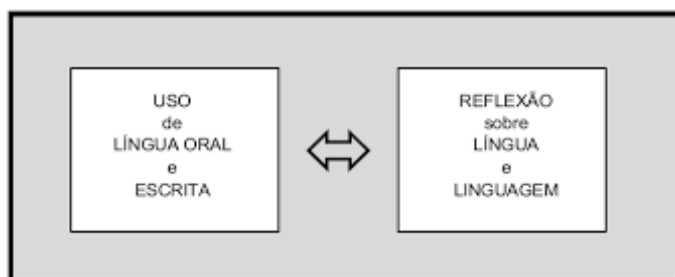 USO
de
LÍNGUA ORAL
e
ESCRITA
REFLEXÃO
sobre
LÍNGUA
e
LINGUAGEM